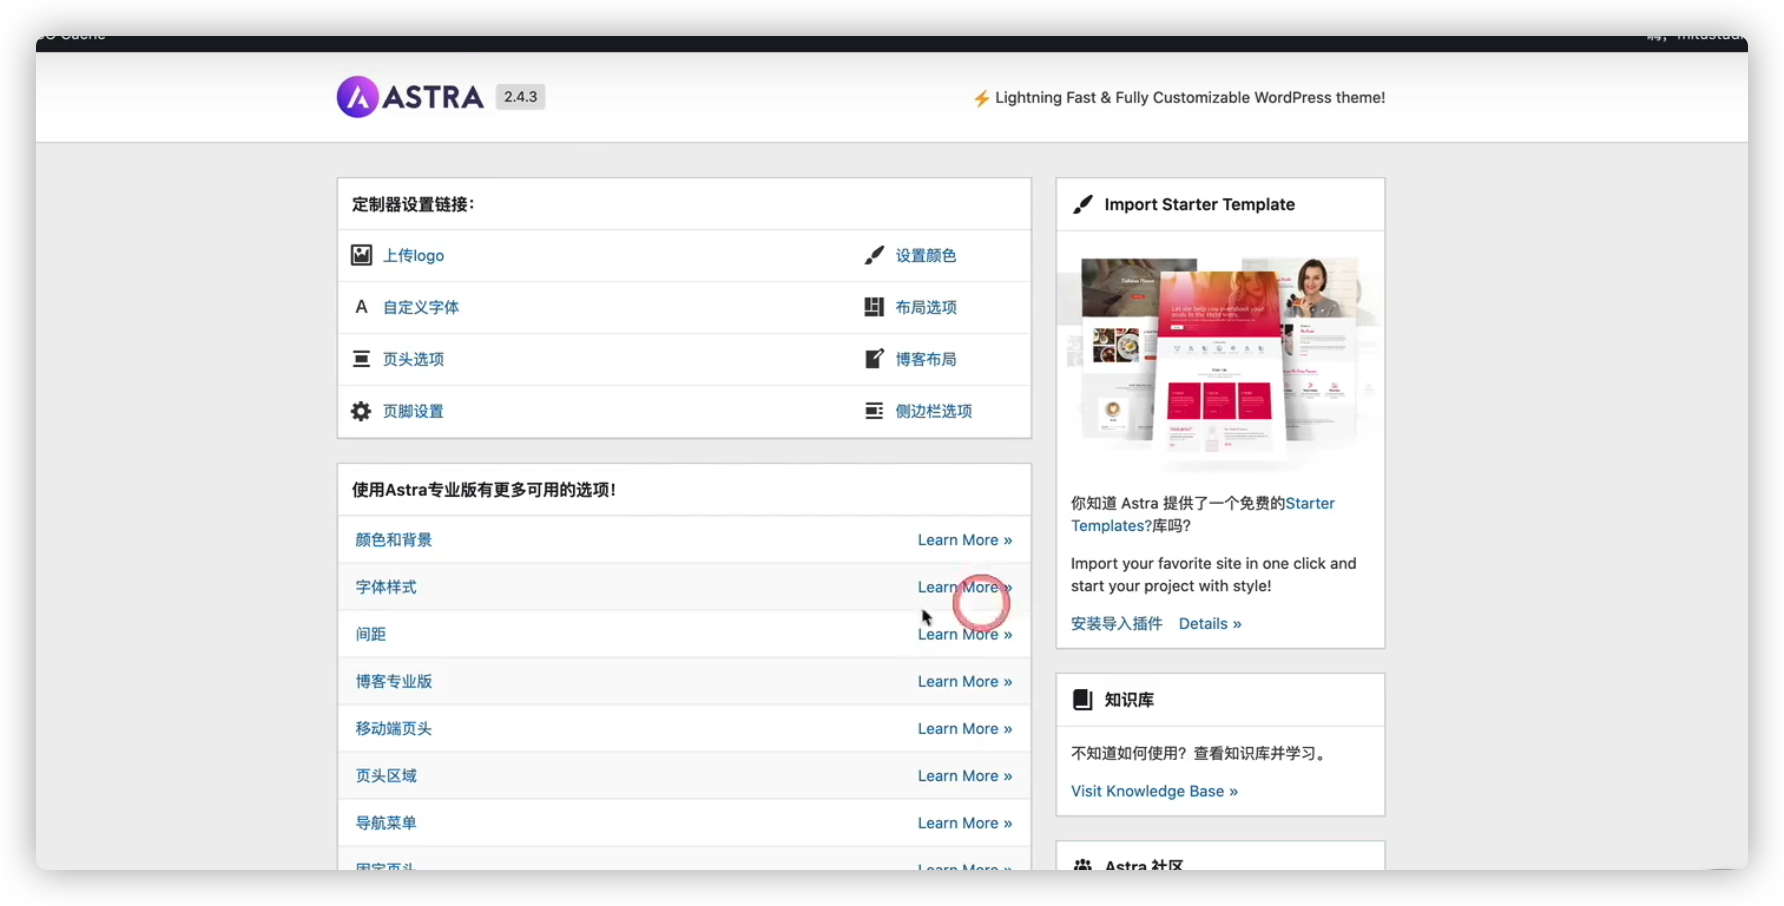 Cache
嗨，
ASTRA 2.4.3
⚡ Lightning Fast & Fully Customizable WordPress theme!
定制器设置链接：
上传logo
设置颜色
自定义字体
布局选项
页头选项
博客布局
页脚设置
侧边栏选项
使用Astra专业版有更多可用的选项！
颜色和背景 Learn More »
字体样式 Learn More »
间距 Learn More »
博客专业版 Learn More »
移动端页头 Learn More »
页头区域 Learn More »
导航菜单 Learn More »
固定页头 Learn More »
Import Starter Template
你知道 Astra 提供了一个免费的Starter
Templates?库吗?
Import your favorite site in one click and
start your project with style!
安装导入插件 Details »
知识库
不知道如何使用？查看知识库并学习。
Visit Knowledge Base »
Astra 社区